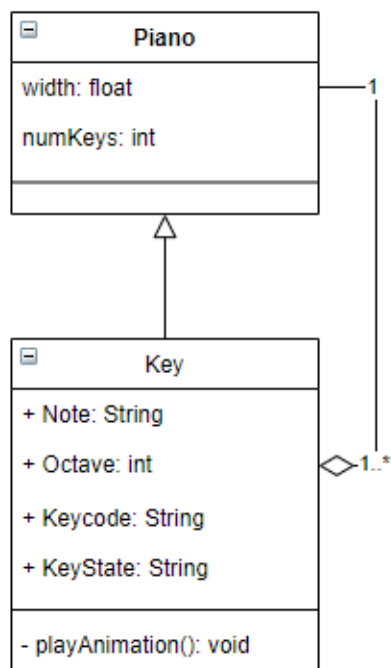 Piano
width: float
1
numKeys: int
Key
+ Note: String
+ Octave: int
1..*
+ Keycode: String
+ KeyState: String
- playAnimation(): void